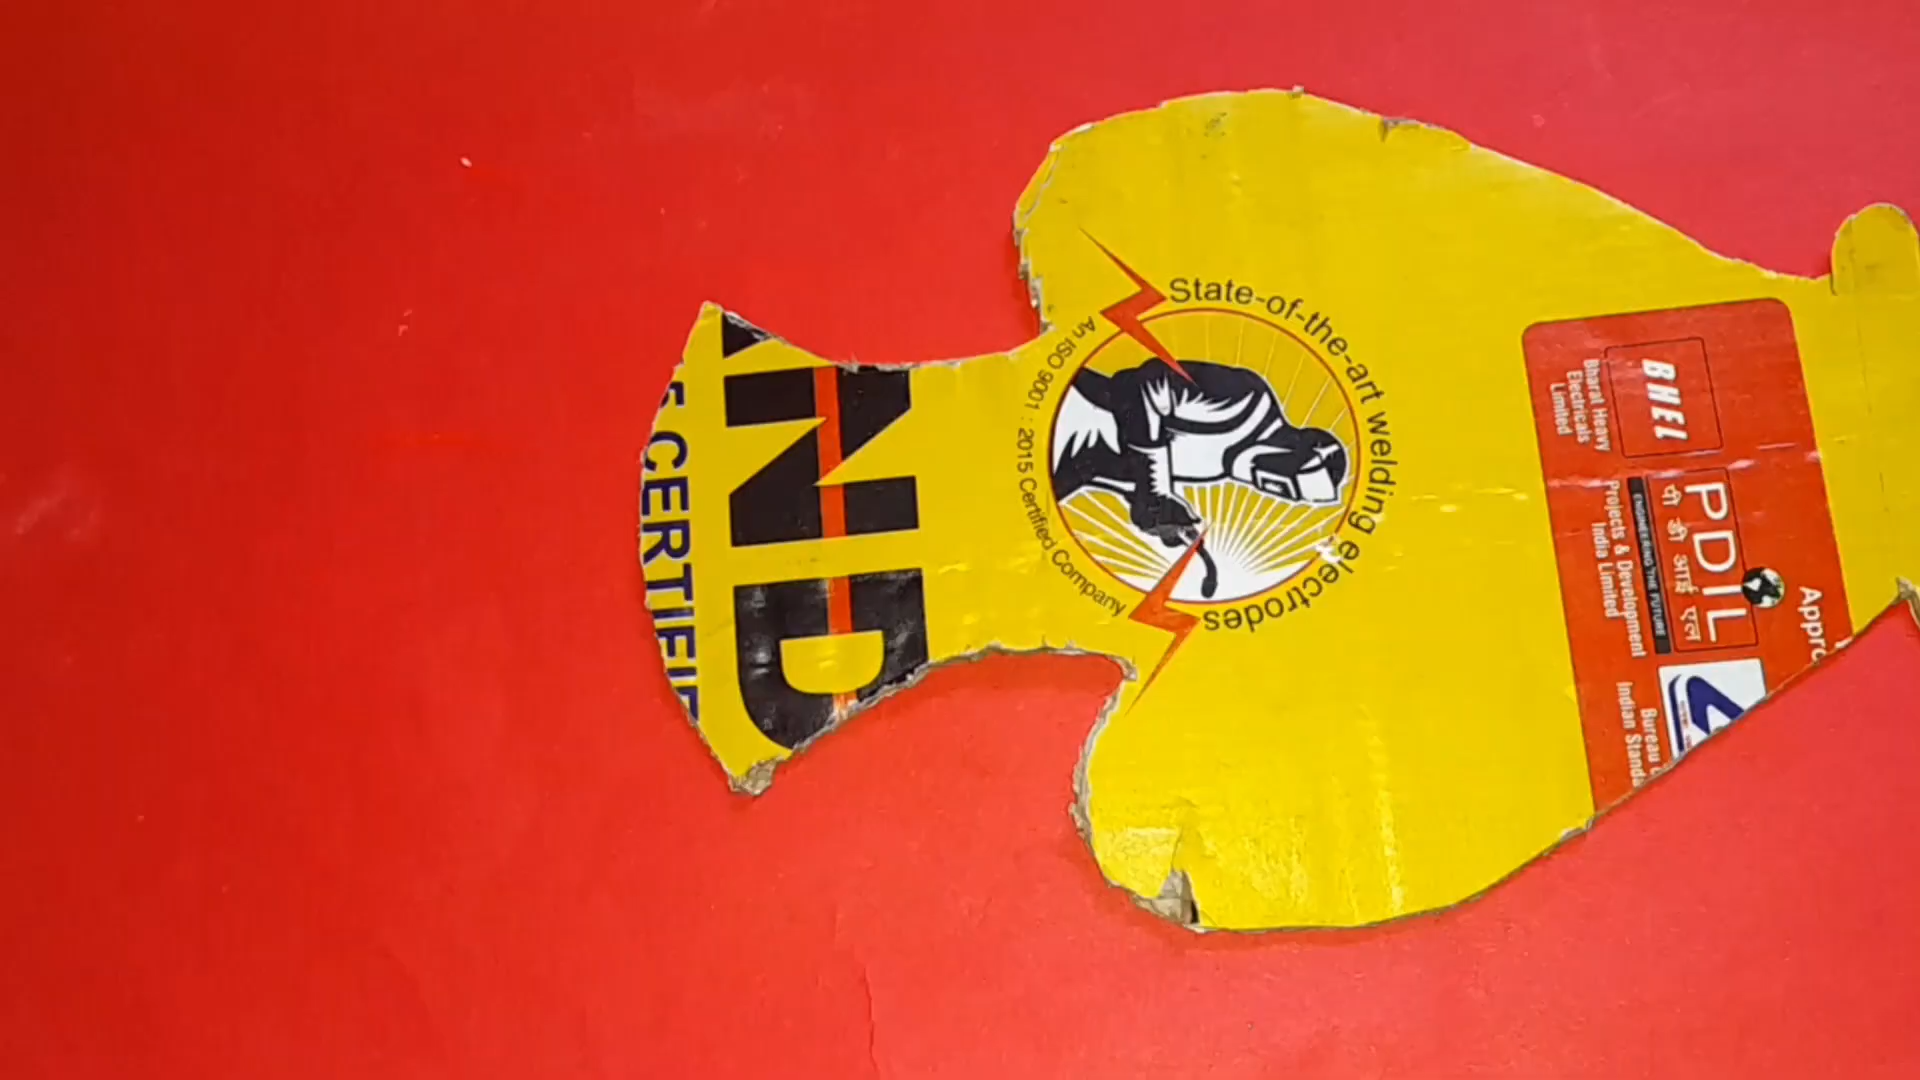 ND
CERTIFIE
State-of-the-art welding electrodes
An ISO 9001 : 2015 Certified Company
BHEL
Bharat Heavy
Electricals
Limited
PDIL
पी डी आई एल
ENGINEERING THE FUTURE
Projects & Development
India Limited
Appro
Bureau
Indian Standa